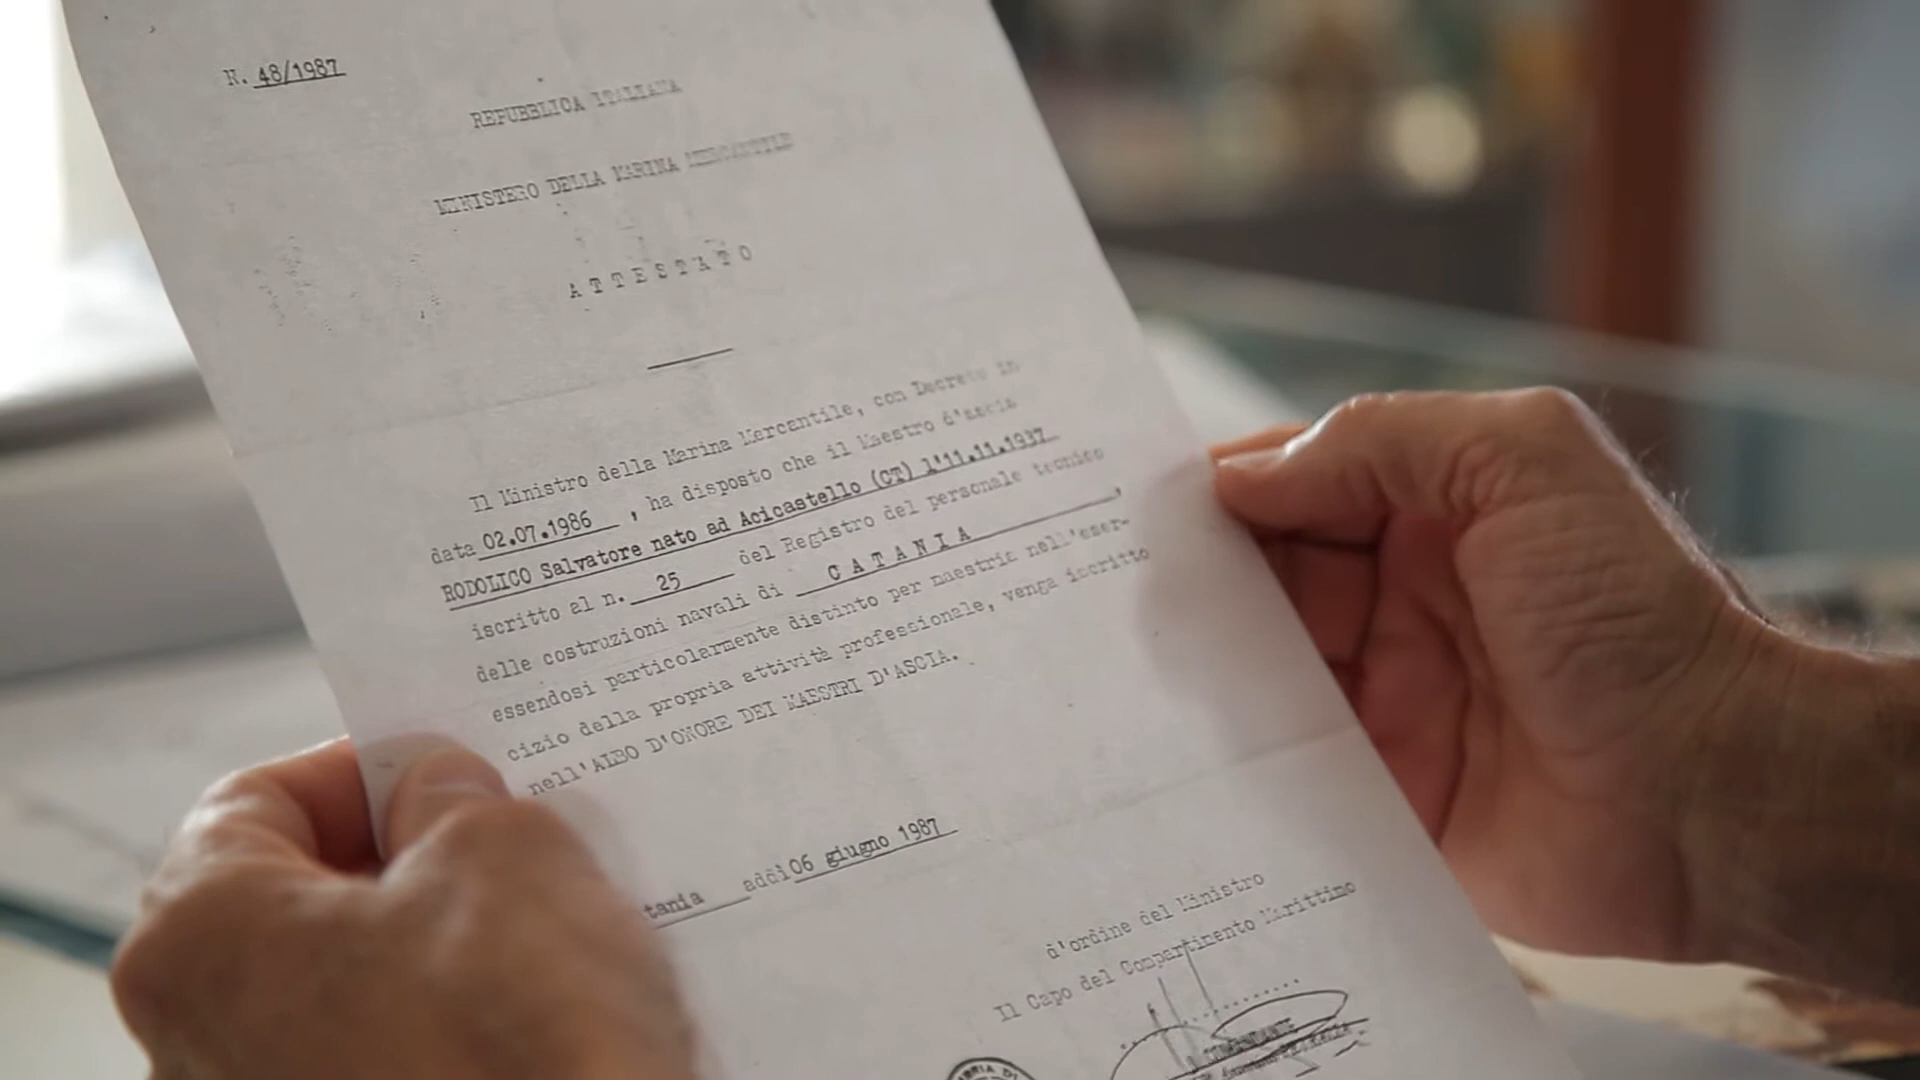 N. 48/1987
REPUBBLICA ITALIANA
MINISTERO DELLA MARINA MERCANTILE
ATTESTATO
Il Ministro della Marina Mercantile, con Decreto in
data 02.07.1986 , ha disposto che il Maestro d'ascia
RODOLICO Salvatore nato ad Acicastello (CT) l'11.11.1937
iscritto al n. 25 del Registro del personale tecnico
delle costruzioni navali di CATANIA ,
essendosi particolarmente distinto per maestria nell'eser-
cizio della propria attività professionale, venga iscritto
nell'ALBO D'ONORE DEI MAESTRI D'ASCIA.
tania addì 06 giugno 1987
d'ordine del Ministro
Il Capo del Compartimento Marittimo
COMANDANTE